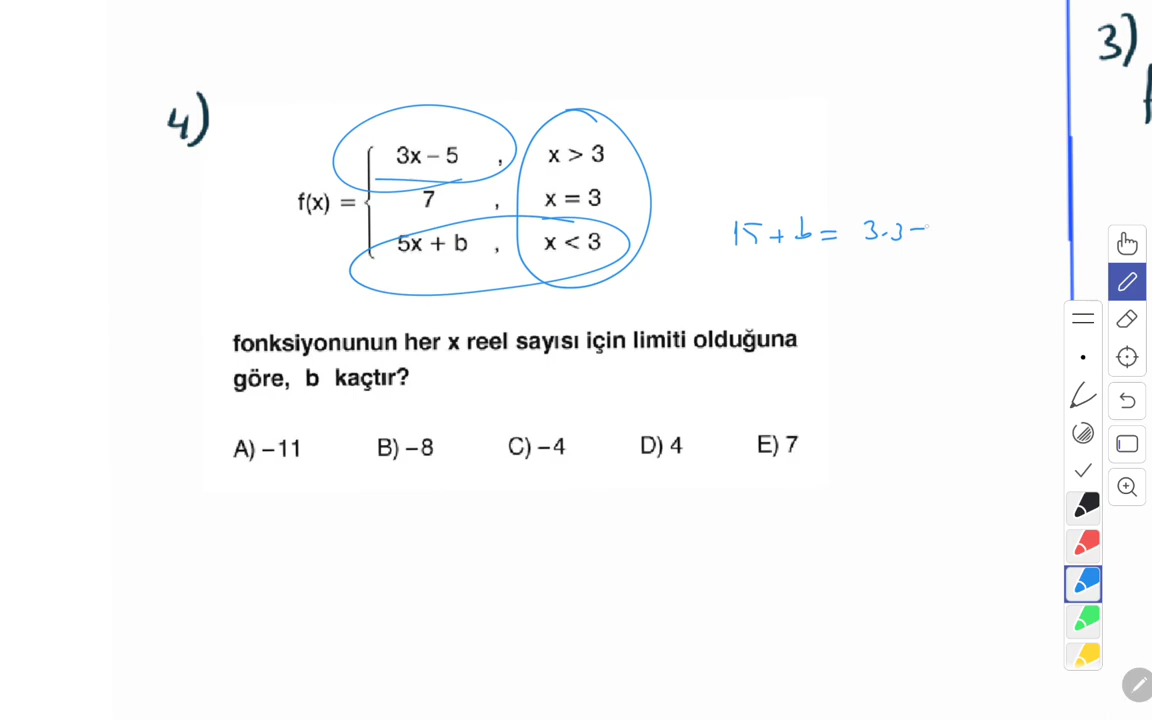 3)
4)
3x – 5 , x > 3
f(x) = 7 , x = 3
5x + b , x < 3
15 + b = 3.3 –
fonksiyonunun her x reel sayısı için limiti olduğuna
göre, b kaçtır?
A) –11 B) –8 C) –4 D) 4 E) 7